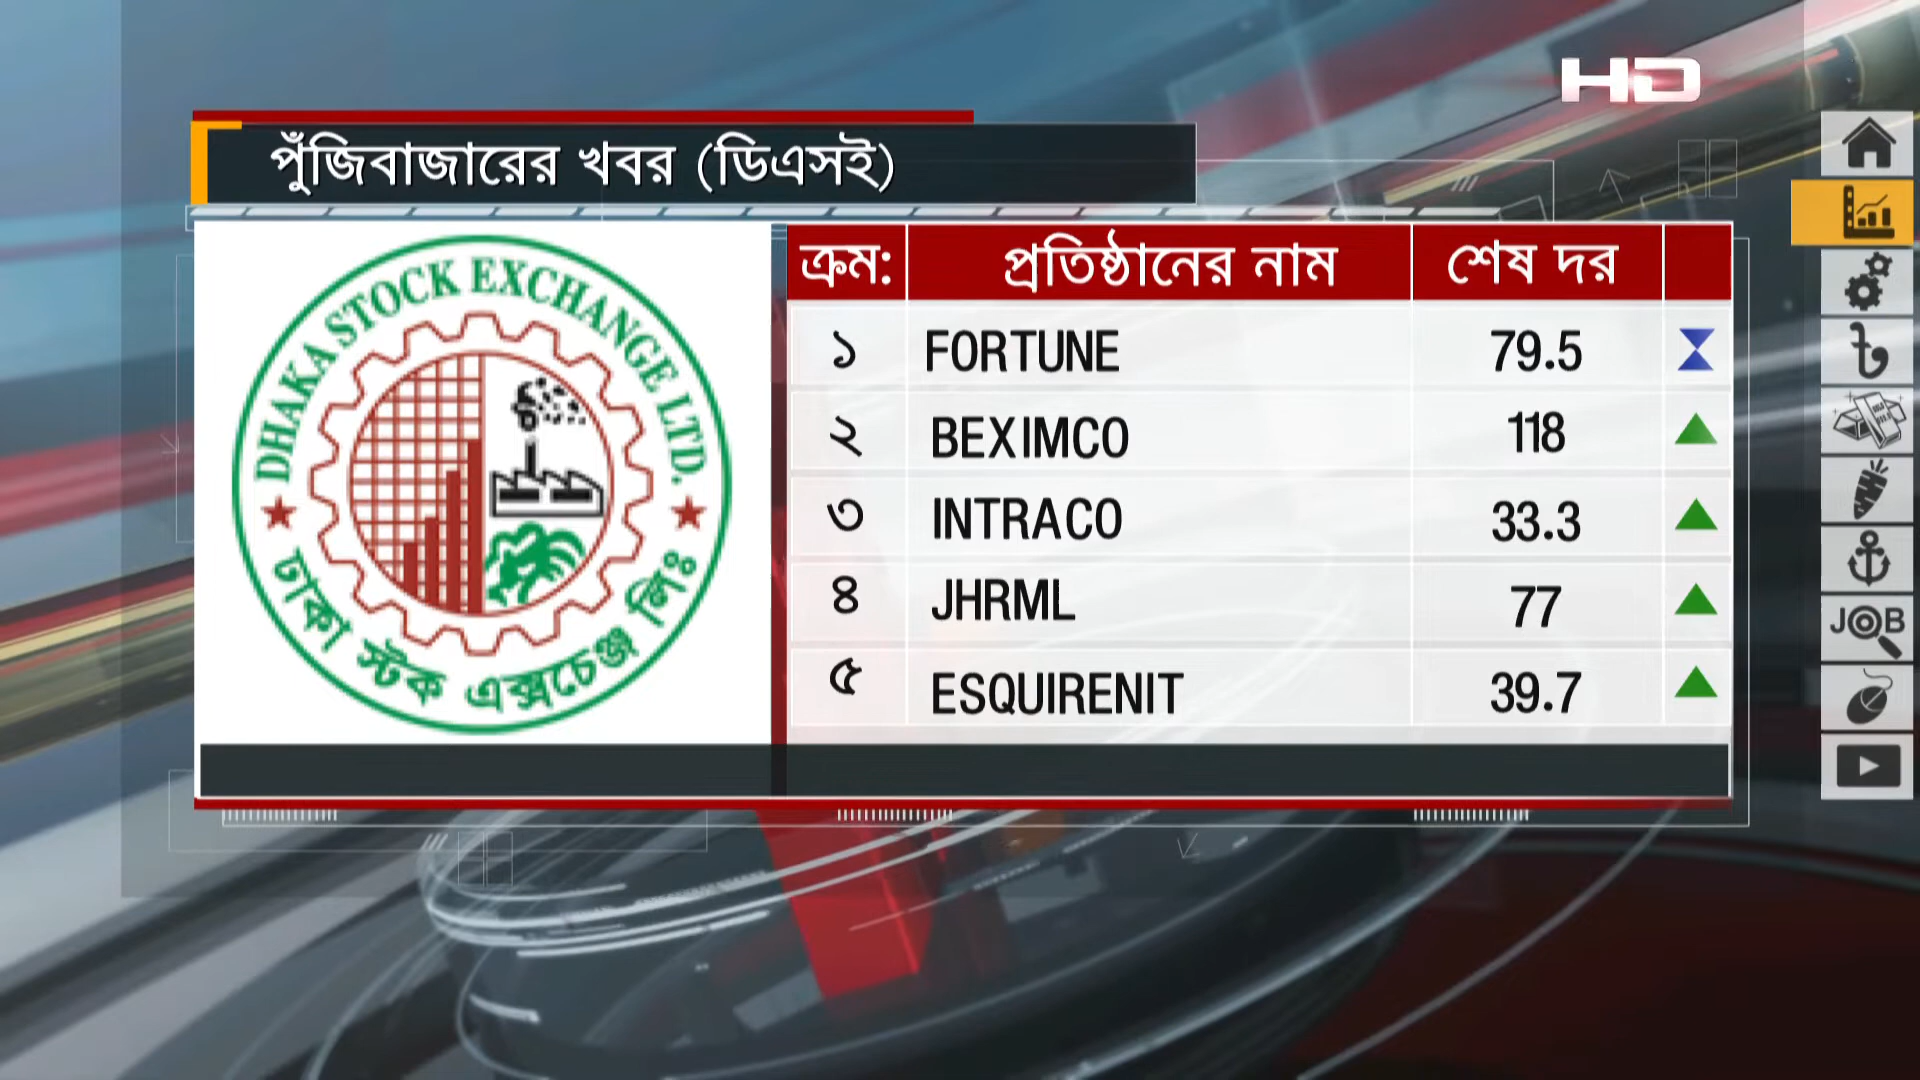 HD
পুঁজিবাজারের খবর (ডিএসই)
DHAKA STOCK EXCHANGE LTD.
ঢাকা স্টক এক্সচেঞ্জ লিঃ
ক্রম: প্রতিষ্ঠানের নাম শেষ দর
১ FORTUNE 79.5
২ BEXIMCO 118
৩ INTRACO 33.3
৪ JHRML 77
৫ ESQUIRENIT 39.7
৳
JOB